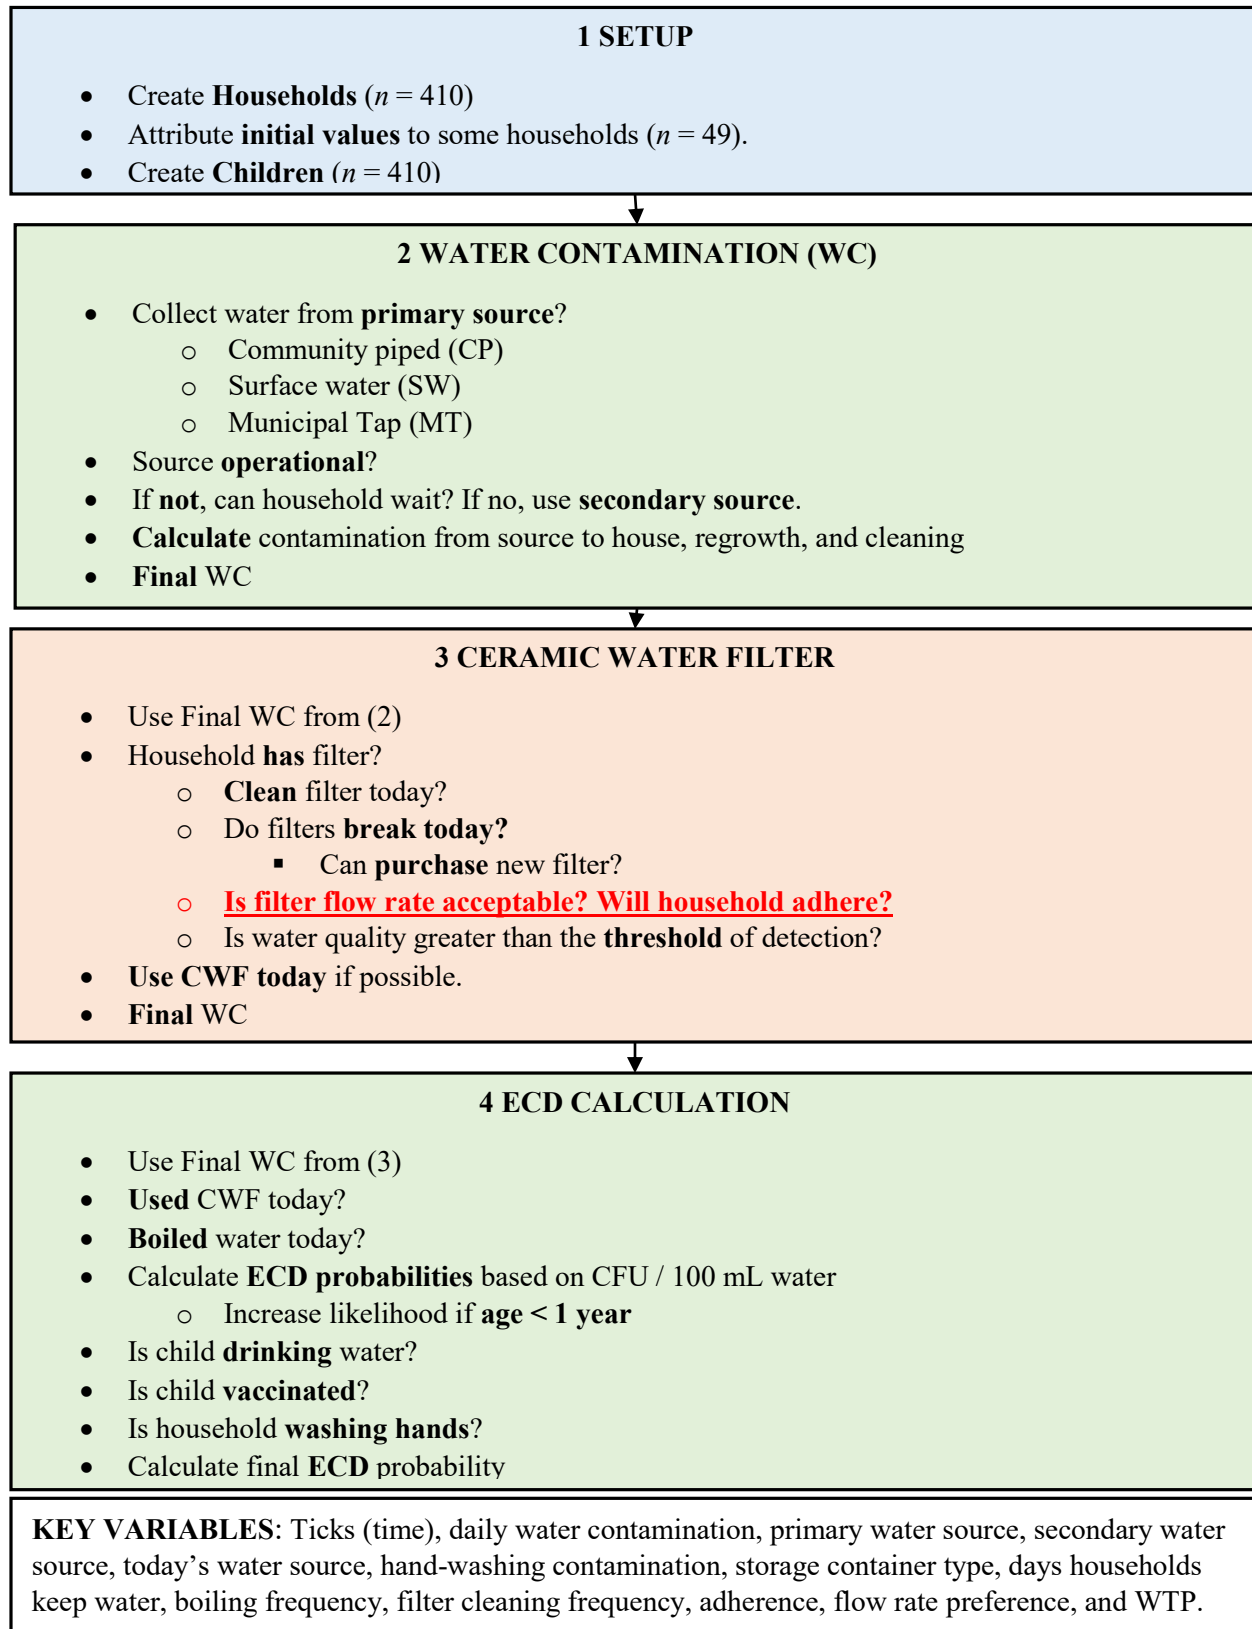 1 SETUP
• Create Households (n = 410)
• Attribute initial values to some households (n = 49).
• Create Children (n = 410)
2 WATER CONTAMINATION (WC)
• Collect water from primary source?
o Community piped (CP)
o Surface water (SW)
o Municipal Tap (MT)
• Source operational?
• If not, can household wait? If no, use secondary source.
• Calculate contamination from source to house, regrowth, and cleaning
• Final WC
3 CERAMIC WATER FILTER
• Use Final WC from (2)
• Household has filter?
o Clean filter today?
o Do filters break today?
▪ Can purchase new filter?
o Is filter flow rate acceptable? Will household adhere?
o Is water quality greater than the threshold of detection?
• Use CWF today if possible.
• Final WC
4 ECD CALCULATION
• Use Final WC from (3)
• Used CWF today?
• Boiled water today?
• Calculate ECD probabilities based on CFU / 100 mL water
o Increase likelihood if age < 1 year
• Is child drinking water?
• Is child vaccinated?
• Is household washing hands?
• Calculate final ECD probability
KEY VARIABLES: Ticks (time), daily water contamination, primary water source, secondary water
source, today’s water source, hand-washing contamination, storage container type, days households
keep water, boiling frequency, filter cleaning frequency, adherence, flow rate preference, and WTP.